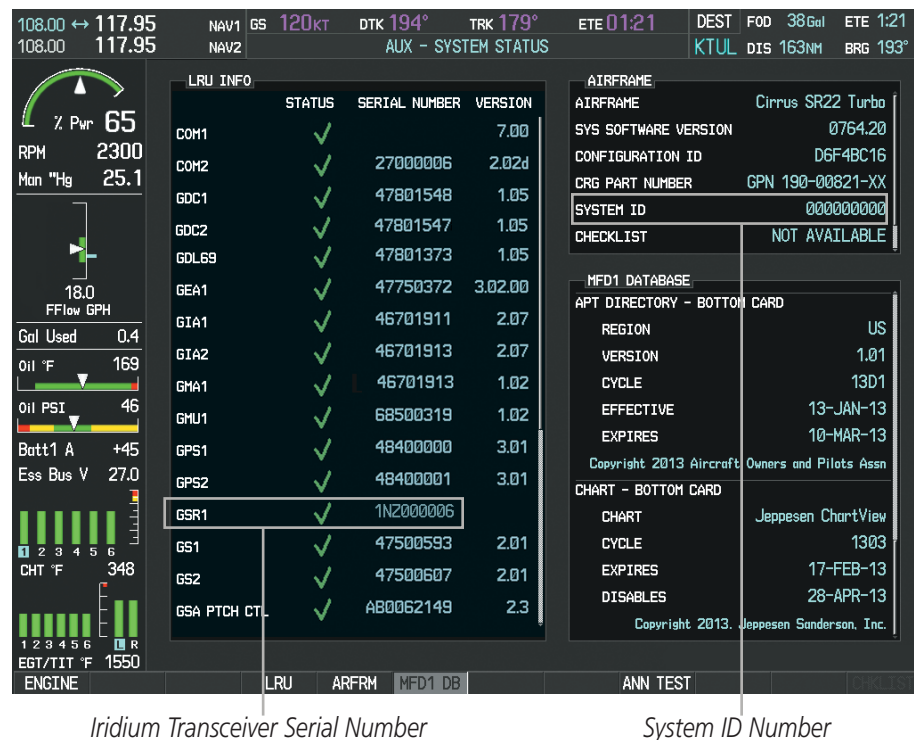 108.00 ↔ 117.95 NAV1 GS 120KT DTK 194° TRK 179° ETE 01:21 DEST FOD 38Gal ETE 1:21
108.00 117.95 NAV2 AUX - SYSTEM STATUS KTUL DIS 163NM BRG 193°
% Pwr 65
RPM 2300
Man "Hg 25.1
18.0
FFlow GPH
Gal Used 0.4
Oil °F 169
Oil PSI 46
Batt1 A +45
Ess Bus V 27.0
1 2 3 4 5 6
CHT °F 348
1 2 3 4 5 6 L R
EGT/TIT °F 1550
LRU INFO
STATUS SERIAL NUMBER VERSION
COM1 ✓ 7.00
COM2 ✓ 27000006 2.02d
GDC1 ✓ 47801548 1.05
GDC2 ✓ 47801547 1.05
GDL69 ✓ 47801373 1.05
GEA1 ✓ 47750372 3.02.00
GIA1 ✓ 46701911 2.07
GIA2 ✓ 46701913 2.07
GMA1 ✓ 46701913 1.02
GMU1 ✓ 68500319 1.02
GPS1 ✓ 48400000 3.01
GPS2 ✓ 48400001 3.01
GSR1 ✓ 1NZ000006
GS1 ✓ 47500593 2.01
GS2 ✓ 47500607 2.01
GSA PTCH CTL ✓ AB0062149 2.3
AIRFRAME
AIRFRAME Cirrus SR22 Turbo
SYS SOFTWARE VERSION 0764.20
CONFIGURATION ID D6F4BC16
CRG PART NUMBER GPN 190-00821-XX
SYSTEM ID 000000000
CHECKLIST NOT AVAILABLE
MFD1 DATABASE
APT DIRECTORY - BOTTOM CARD
REGION US
VERSION 1.01
CYCLE 13D1
EFFECTIVE 13-JAN-13
EXPIRES 10-MAR-13
Copyright 2013 Aircraft Owners and Pilots Assn
CHART - BOTTOM CARD
CHART Jeppesen ChartView
CYCLE 1303
EXPIRES 17-FEB-13
DISABLES 28-APR-13
Copyright 2013. Jeppesen Sanderson, Inc.
ENGINE LRU ARFRM MFD1 DB ANN TEST CHKLIST
Iridium Transceiver Serial Number System ID Number